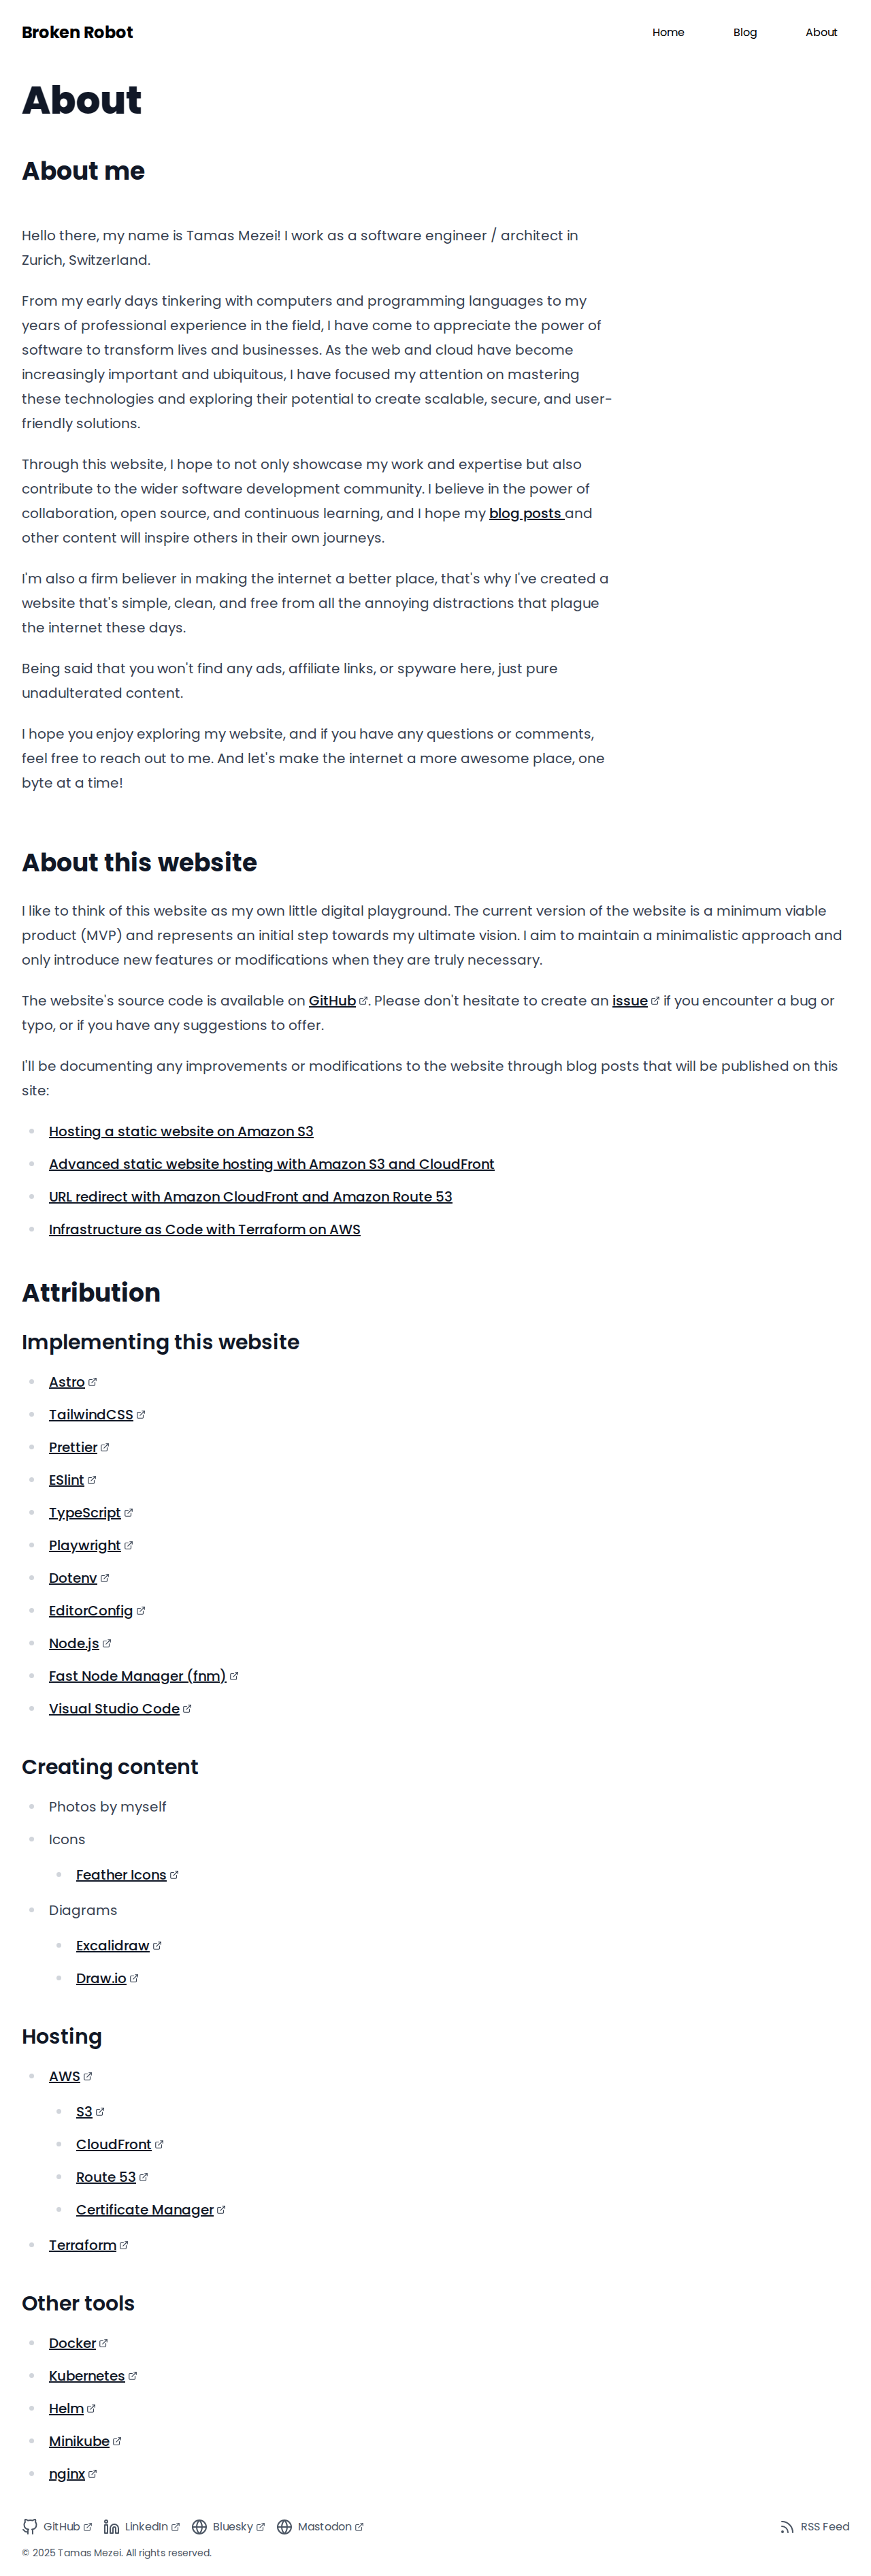 Broken Robot
Home
Blog
About
About
About me
Hello there, my name is Tamas Mezei! I work as a software engineer / architect in
Zurich, Switzerland.
From my early days tinkering with computers and programming languages to my
years of professional experience in the field, I have come to appreciate the power of
software to transform lives and businesses. As the web and cloud have become
increasingly important and ubiquitous, I have focused my attention on mastering
these technologies and exploring their potential to create scalable, secure, and user-
friendly solutions.
Through this website, I hope to not only showcase my work and expertise but also
contribute to the wider software development community. I believe in the power of
collaboration, open source, and continuous learning, and I hope my blog posts and
other content will inspire others in their own journeys.
I'm also a firm believer in making the internet a better place, that's why I've created a
website that's simple, clean, and free from all the annoying distractions that plague
the internet these days.
Being said that you won't find any ads, affiliate links, or spyware here, just pure
unadulterated content.
I hope you enjoy exploring my website, and if you have any questions or comments,
feel free to reach out to me. And let's make the internet a more awesome place, one
byte at a time!
About this website
I like to think of this website as my own little digital playground. The current version of the website is a minimum viable
product (MVP) and represents an initial step towards my ultimate vision. I aim to maintain a minimalistic approach and
only introduce new features or modifications when they are truly necessary.
The website's source code is available on GitHub. Please don't hesitate to create an issue if you encounter a bug or
typo, or if you have any suggestions to offer.
I'll be documenting any improvements or modifications to the website through blog posts that will be published on this
site:
Hosting a static website on Amazon S3
Advanced static website hosting with Amazon S3 and CloudFront
URL redirect with Amazon CloudFront and Amazon Route 53
Infrastructure as Code with Terraform on AWS
Attribution
Implementing this website
Astro
TailwindCSS
Prettier
ESlint
TypeScript
Playwright
Dotenv
EditorConfig
Node.js
Fast Node Manager (fnm)
Visual Studio Code
Creating content
Photos by myself
Icons
Feather Icons
Diagrams
Excalidraw
Draw.io
Hosting
AWS
S3
CloudFront
Route 53
Certificate Manager
Terraform
Other tools
Docker
Kubernetes
Helm
Minikube
nginx
GitHub
LinkedIn
Bluesky
Mastodon
RSS Feed
© 2025 Tamas Mezei. All rights reserved.